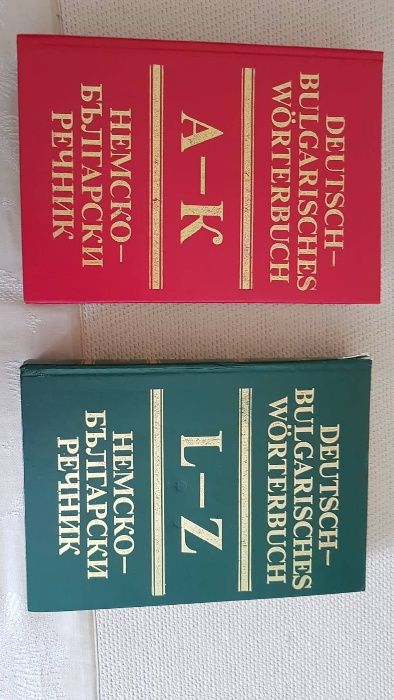 DEUTSCH–
BULGARISCHES
WÖRTERBUCH
A–K
НЕМСКО–
БЪЛГАРСКИ
РЕЧНИК
DEUTSCH–
BULGARISCHES
WÖRTERBUCH
L–Z
НЕМСКО–
БЪЛГАРСКИ
РЕЧНИК